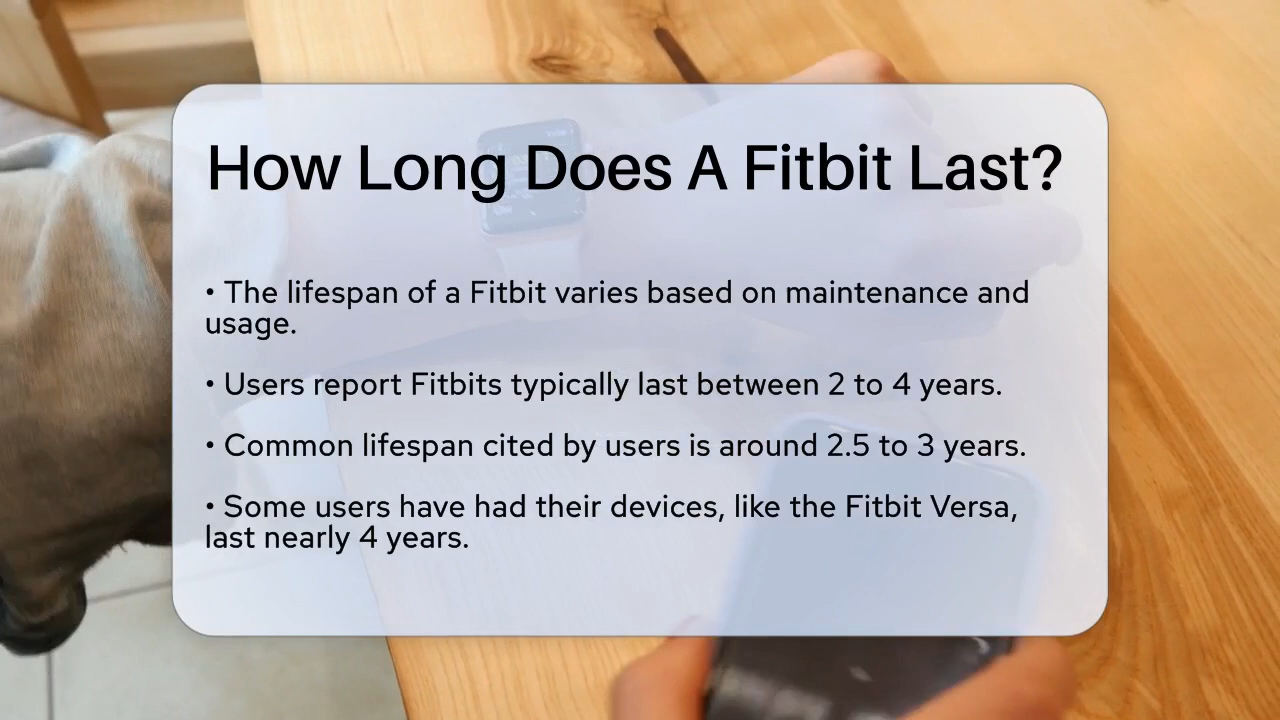 How Long Does A Fitbit Last?
• The lifespan of a Fitbit varies based on maintenance and
usage.
• Users report Fitbits typically last between 2 to 4 years.
• Common lifespan cited by users is around 2.5 to 3 years.
• Some users have had their devices, like the Fitbit Versa,
last nearly 4 years.